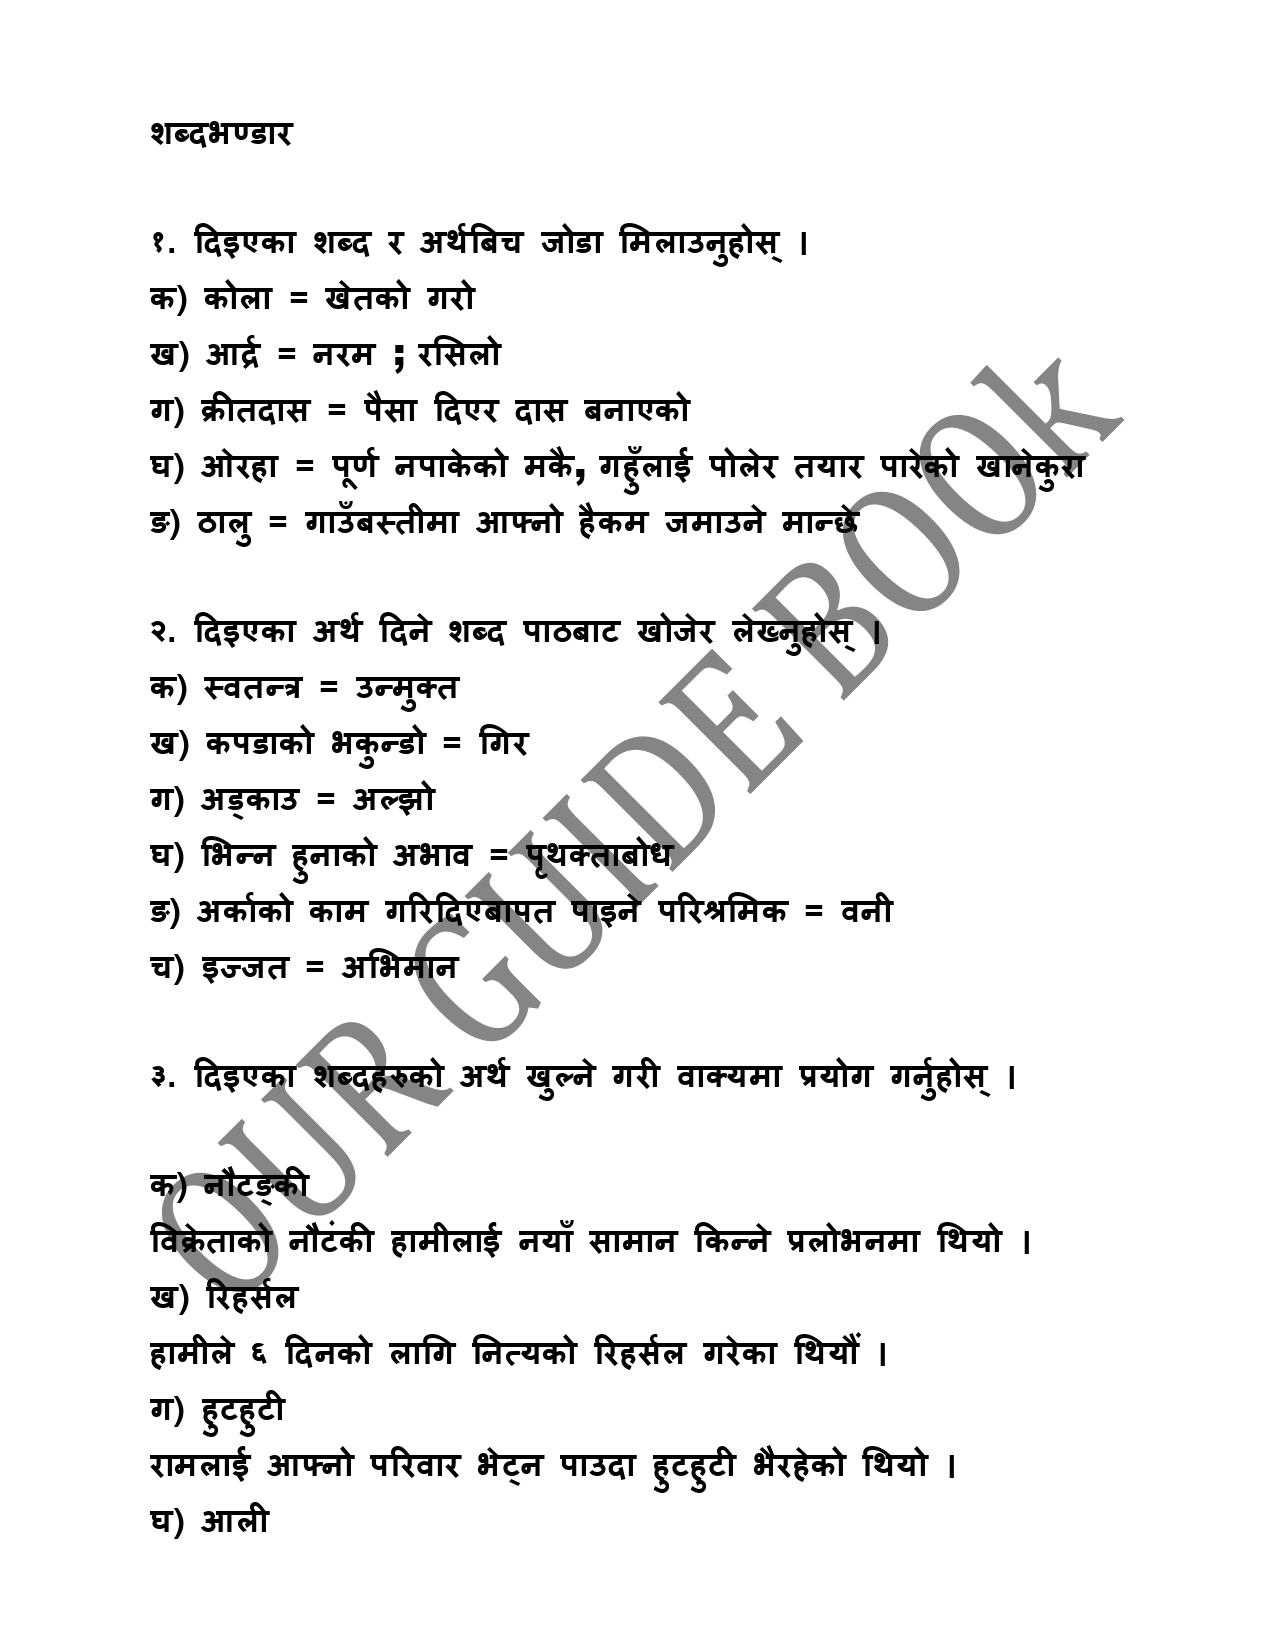 शब्दभण्डार
१. दिइएका शब्द र अर्थबिच जोडा मिलाउनुहोस् ।
क) कोला = खेतको गरो
ख) आर्द्र = नरम ; रसिलो
ग) क्रीतदास = पैसा दिएर दास बनाएको
घ) ओरहा = पूर्ण नपाकेको मकै, गहुँलाई पोलेर तयार पारेको खानेकुरा
ङ) ठालु = गाउँबस्तीमा आफ्नो हैकम जमाउने मान्छे
२. दिइएका अर्थ दिने शब्द पाठबाट खोजेर लेख्नुहोस् ।
क) स्वतन्त्र = उन्मुक्त
ख) कपडाको भकुन्डो = गिर
ग) अड्काउ = अल्झो
घ) भिन्न हुनाको अभाव = पृथक्ताबोध
ङ) अर्काको काम गरिदिएबापत पाइने परिश्रमिक = वनी
च) इज्जत = अभिमान
३. दिइएका शब्दहरुको अर्थ खुल्ने गरी वाक्यमा प्रयोग गर्नुहोस् ।
क) नौटङ्की
विक्रेताको नौटंकी हामीलाई नयाँ सामान किन्ने प्रलोभनमा थियो ।
ख) रिहर्सल
हामीले ६ दिनको लागि नित्यको रिहर्सल गरेका थियौं ।
ग) हुटहुटी
रामलाई आफ्नो परिवार भेट्न पाउदा हुटहुटी भैरहेको थियो ।
घ) आली
OUR GUIDE BOOk